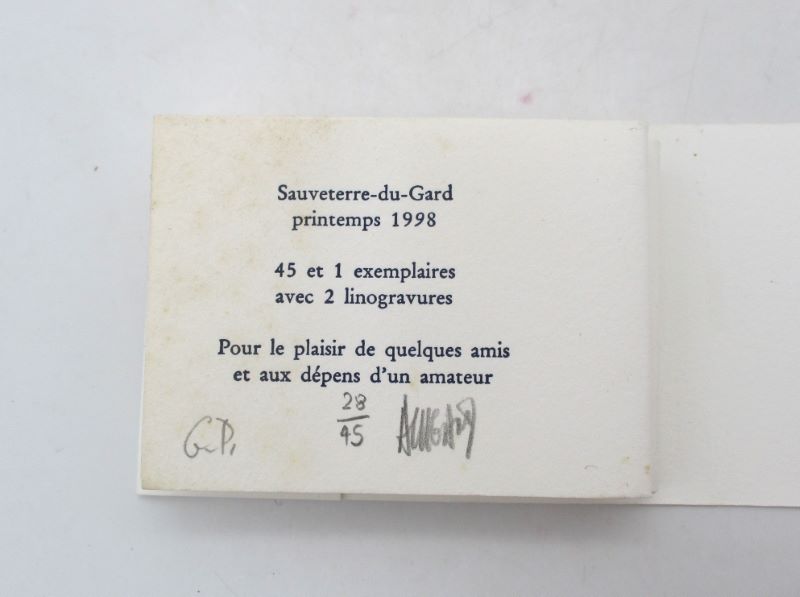 Sauveterre-du-Gard
printemps 1998
45 et 1 exemplaires
avec 2 linogravures
Pour le plaisir de quelques amis
et aux dépens d'un amateur
28
45
G.P.